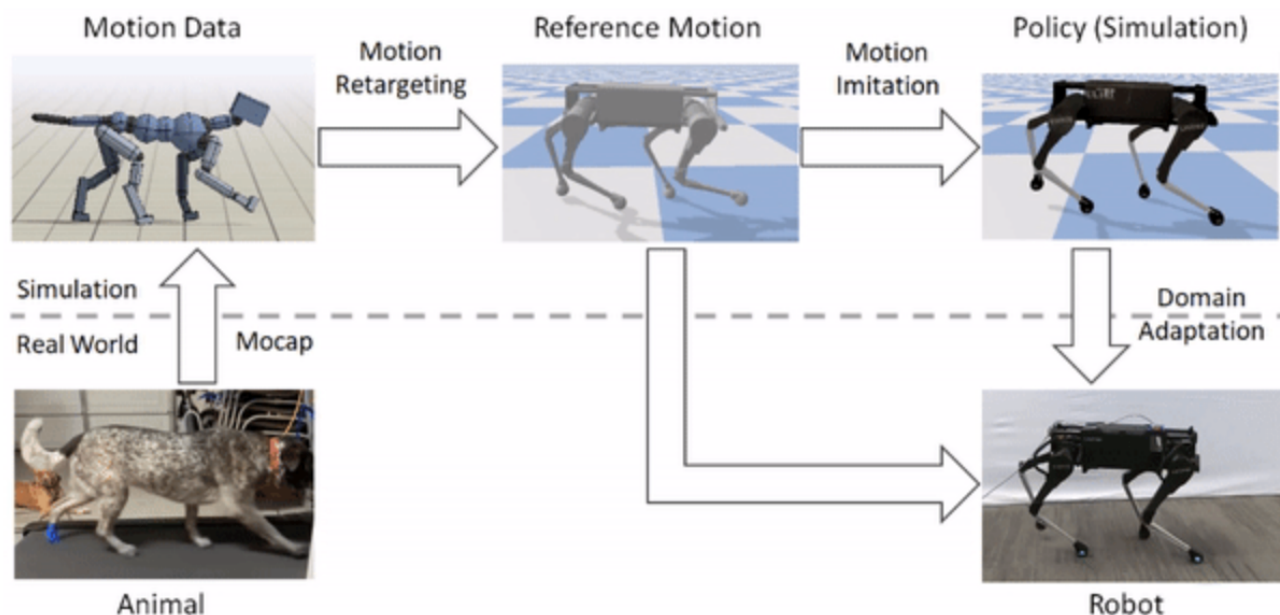 Motion Data
Motion
Retargeting
Reference Motion
Motion
Imitation
Policy (Simulation)
Simulation
Real World
Mocap
Domain
Adaptation
Animal
Robot